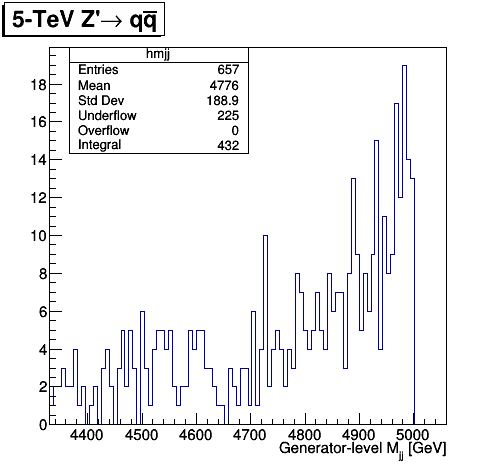 5-TeV Z'→ qq̅
hmjj
Entries 657
Mean 4776
Std Dev 188.9
Underflow 225
Overflow 0
Integral 432
18
16
14
12
10
8
6
4
2
0
4400 4500 4600 4700 4800 4900 5000
Generator-level Mjj [GeV]